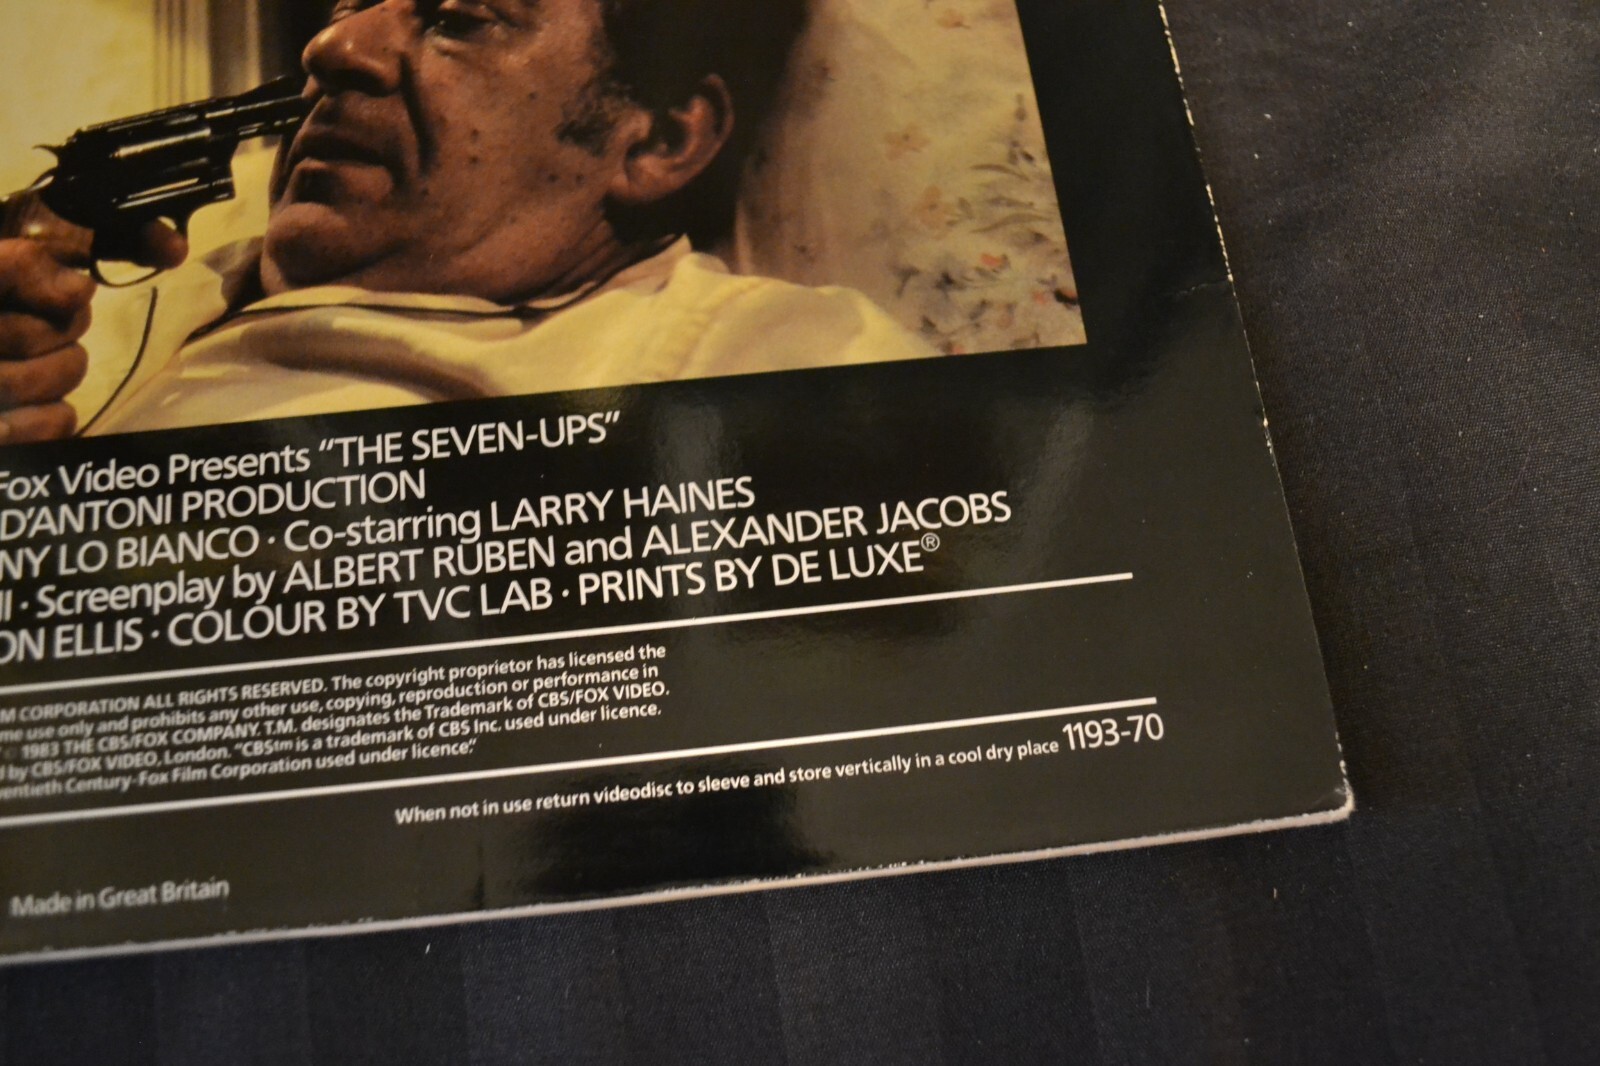 Fox Video Presents “THE SEVEN-UPS”
D’ANTONI PRODUCTION
NY LO BIANCO · Co-starring LARRY HAINES
· Screenplay by ALBERT RUBEN and ALEXANDER JACOBS
ON ELLIS · COLOUR BY TVC LAB · PRINTS BY DE LUXE®
M CORPORATION ALL RIGHTS RESERVED. The copyright proprietor has licensed the
me use only and prohibits any other use, copying, reproduction or performance in
© 1983 THE CBS/FOX COMPANY. T.M. designates the Trademark of CBS/FOX VIDEO.
d by CBS/FOX VIDEO, London. “CBS™ is a trademark of CBS Inc. used under licence.
wentieth Century-Fox Film Corporation used under licence.”
When not in use return videodisc to sleeve and store vertically in a cool dry place 1193-70
Made in Great Britain